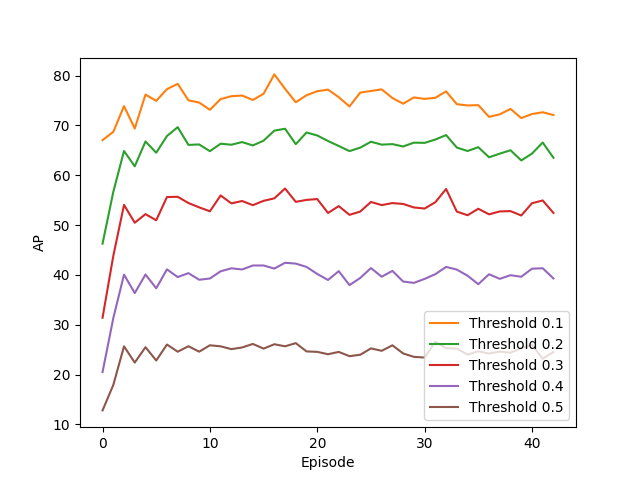 80
70
60
50
40
30
20
10
AP
0
10
20
30
40
Episode
Threshold 0.1
Threshold 0.2
Threshold 0.3
Threshold 0.4
Threshold 0.5